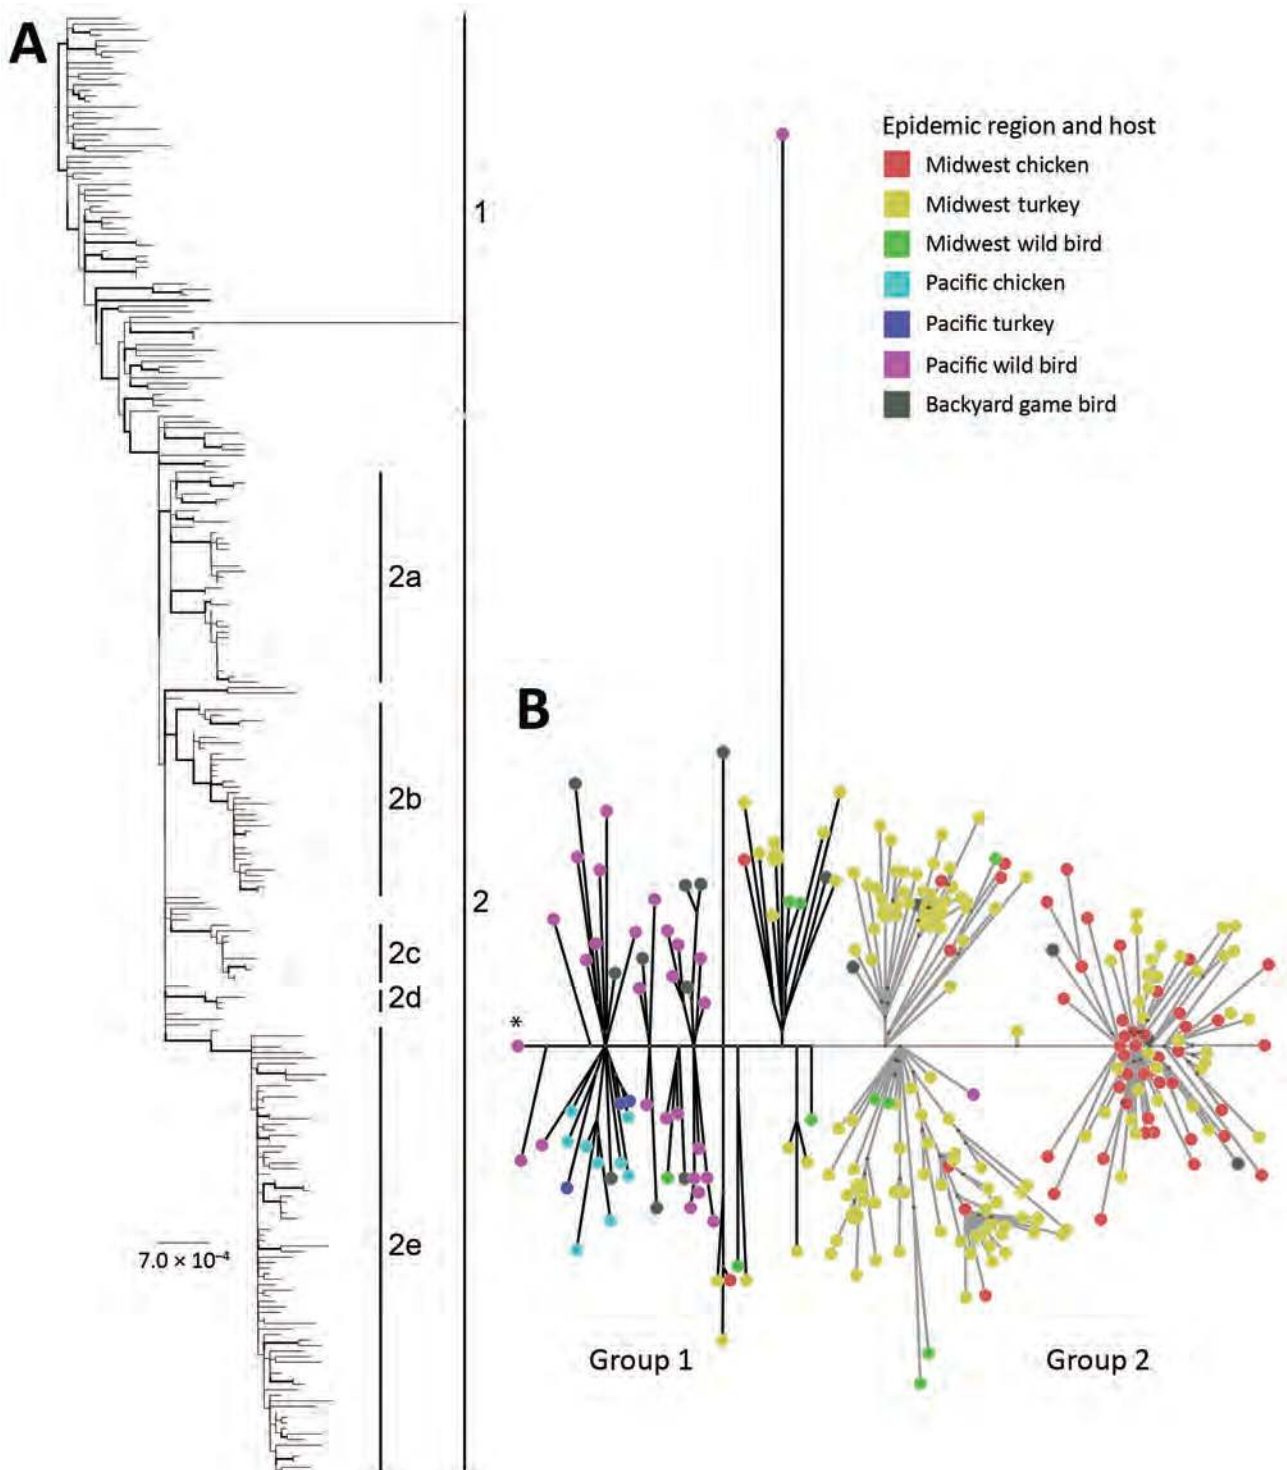 A
1
Epidemic region and host
Midwest chicken
Midwest turkey
Midwest wild bird
Pacific chicken
Pacific turkey
Pacific wild bird
Backyard game bird
2a
B
2b
2
2c
2d
*
2e
7.0 × 10⁻⁴
Group 1
Group 2